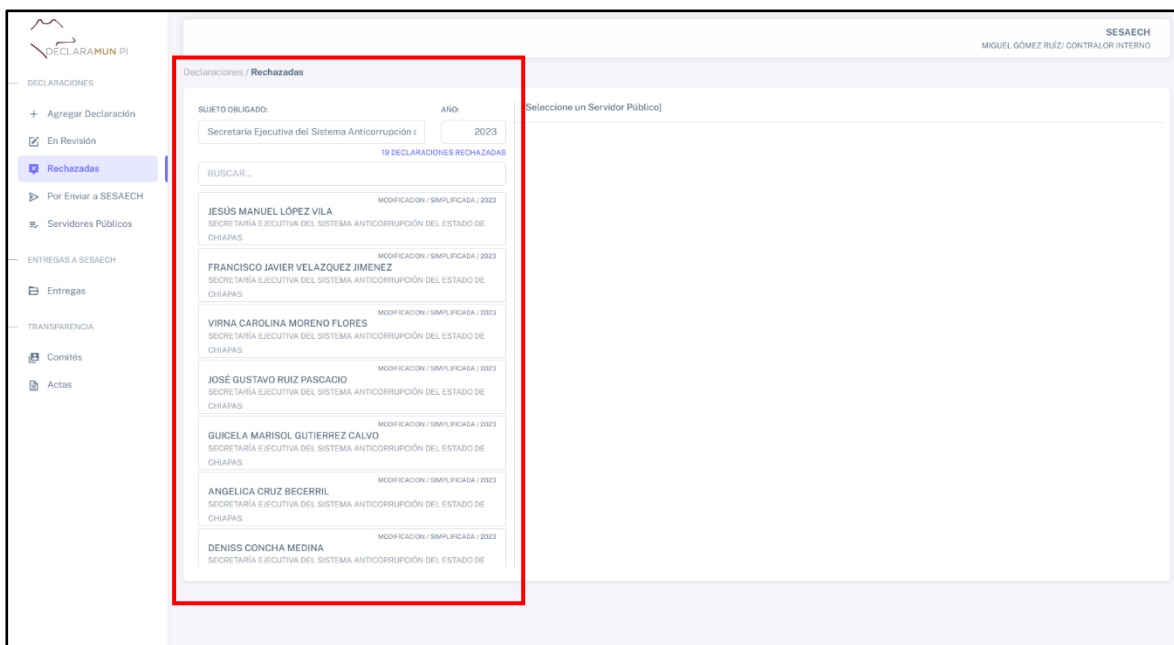 DECLARAMUN PI
DECLARACIONES
Agregar Declaración
En Revisión
Rechazadas
Por Enviar a SESAECH
Servidores Públicos
ENTREGAS A SESAECH
Entregas
TRANSPARENCIA
Comités
Actas
SESAECH
MIGUEL GÓMEZ RUÍZ/ CONTRALOR INTERNO
Declaraciones / Rechazadas
SUJETO OBLIGADO:
AÑO:
Secretaría Ejecutiva del Sistema Anticorrupción
2023
19 DECLARACIONES RECHAZADAS
BUSCAR...
MODIFICACION / SIMPLIFICADA / 2023
JESÚS MANUEL LÓPEZ VILA
SECRETARÍA EJECUTIVA DEL SISTEMA ANTICORRUPCIÓN DEL ESTADO DE
CHIAPAS
MODIFICACION / SIMPLIFICADA / 2023
FRANCISCO JAVIER VELAZQUEZ JIMENEZ
SECRETARÍA EJECUTIVA DEL SISTEMA ANTICORRUPCIÓN DEL ESTADO DE
CHIAPAS
MODIFICACION / SIMPLIFICADA / 2023
VIRNA CAROLINA MORENO FLORES
SECRETARÍA EJECUTIVA DEL SISTEMA ANTICORRUPCIÓN DEL ESTADO DE
CHIAPAS
MODIFICACION / SIMPLIFICADA / 2023
JOSÉ GUSTAVO RUIZ PASCACIO
SECRETARÍA EJECUTIVA DEL SISTEMA ANTICORRUPCIÓN DEL ESTADO DE
CHIAPAS
MODIFICACION / SIMPLIFICADA / 2023
GUICELA MARISOL GUTIERREZ CALVO
SECRETARÍA EJECUTIVA DEL SISTEMA ANTICORRUPCIÓN DEL ESTADO DE
CHIAPAS
MODIFICACION / SIMPLIFICADA / 2023
ANGELICA CRUZ BECERRIL
SECRETARÍA EJECUTIVA DEL SISTEMA ANTICORRUPCIÓN DEL ESTADO DE
CHIAPAS
MODIFICACION / SIMPLIFICADA / 2023
DENISS CONCHA MEDINA
SECRETARÍA EJECUTIVA DEL SISTEMA ANTICORRUPCIÓN DEL ESTADO DE
Seleccione un Servidor Público]